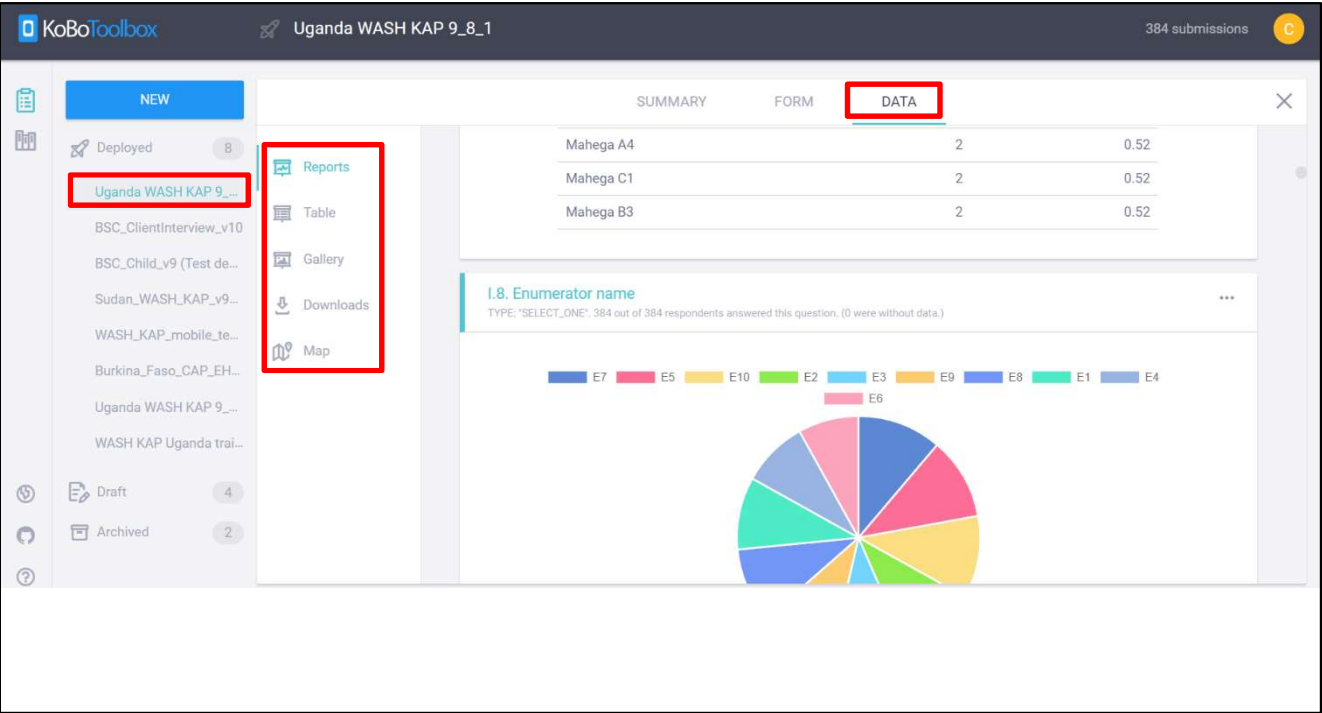 KoBoToolbox
Uganda WASH KAP 9_8_1
384 submissions
C
NEW
Deployed 8
Uganda WASH KAP 9_...
BSC_ClientInterview_v10
BSC_Child_v9 (Test de...
Sudan_WASH_KAP_v9...
WASH_KAP_mobile_te...
Burkina_Faso_CAP_EH...
Uganda WASH KAP 9_...
WASH KAP Uganda trai...
Draft 4
Archived 2
SUMMARY FORM DATA
Reports
Table
Gallery
Downloads
Map
Mahega A4 2 0.52
Mahega C1 2 0.52
Mahega B3 2 0.52
I.8. Enumerator name
TYPE: "SELECT_ONE". 384 out of 384 respondents answered this question. (0 were without data.)
E7 E5 E10 E2 E3 E9 E8 E1 E4
E6